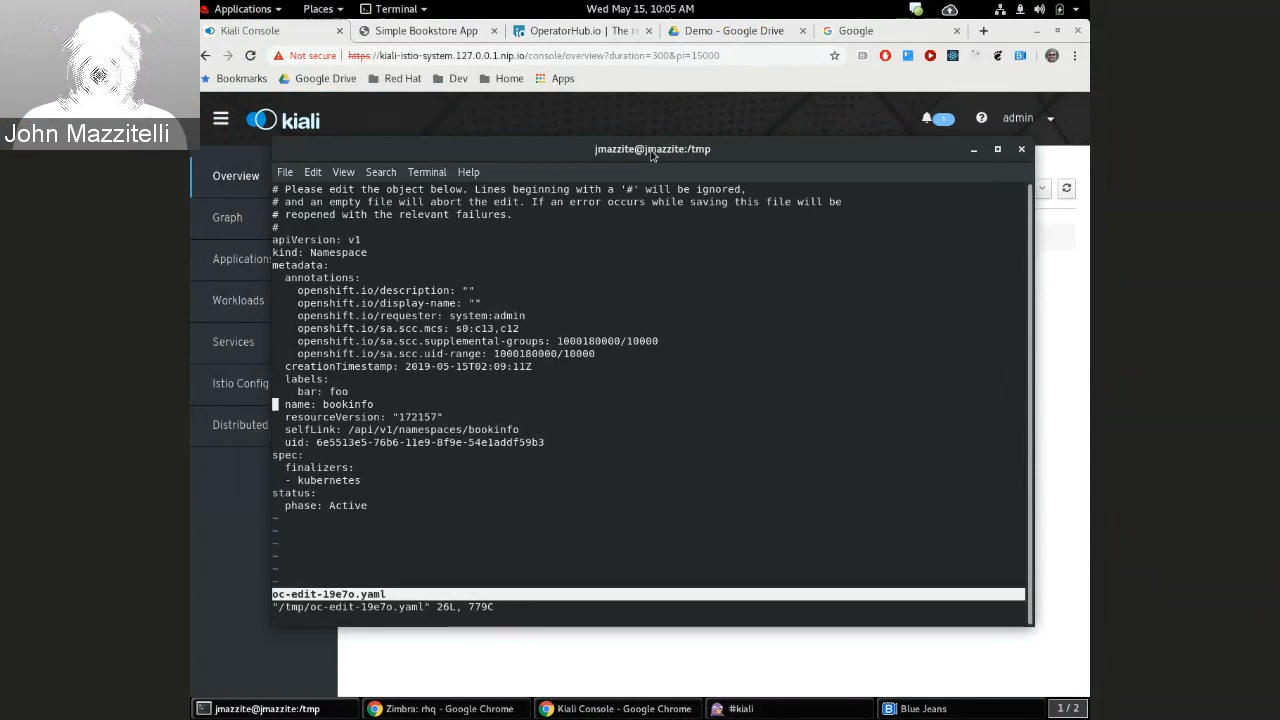 Applications Places Terminal Wed May 15, 10:05 AM
Kiali Console Simple Bookstore App OperatorHub.io | The re Demo - Google Drive Google
Not secure https://kiali-istio-system.127.0.0.1.nip.io/console/overview?duration=300&pi=15000
Bookmarks Google Drive Red Hat Dev Home Apps
kiali 1 admin
John Mazzitelli
jmazzite@jmazzite:/tmp
File Edit View Search Terminal Help
Overview
Graph
Applications
Workloads
Services
Istio Config
Distributed
# Please edit the object below. Lines beginning with a '#' will be ignored,
# and an empty file will abort the edit. If an error occurs while saving this file will be
# reopened with the relevant failures.
#
apiVersion: v1
kind: Namespace
metadata:
  annotations:
    openshift.io/description: ""
    openshift.io/display-name: ""
    openshift.io/requester: system:admin
    openshift.io/sa.scc.mcs: s0:c13,c12
    openshift.io/sa.scc.supplemental-groups: 1000180000/10000
    openshift.io/sa.scc.uid-range: 1000180000/10000
  creationTimestamp: 2019-05-15T02:09:11Z
  labels:
    bar: foo
  name: bookinfo
  resourceVersion: "172157"
  selfLink: /api/v1/namespaces/bookinfo
  uid: 6e5513e5-76b6-11e9-8f9e-54e1addf59b3
spec:
  finalizers:
  - kubernetes
status:
  phase: Active
~
~
~
~
~
~
oc-edit-19e7o.yaml
"/tmp/oc-edit-19e7o.yaml" 26L, 779C
jmazzite@jmazzite:/tmp Zimbra: rhq - Google Chrome Kiali Console - Google Chrome #kiali Blue Jeans 1 / 2